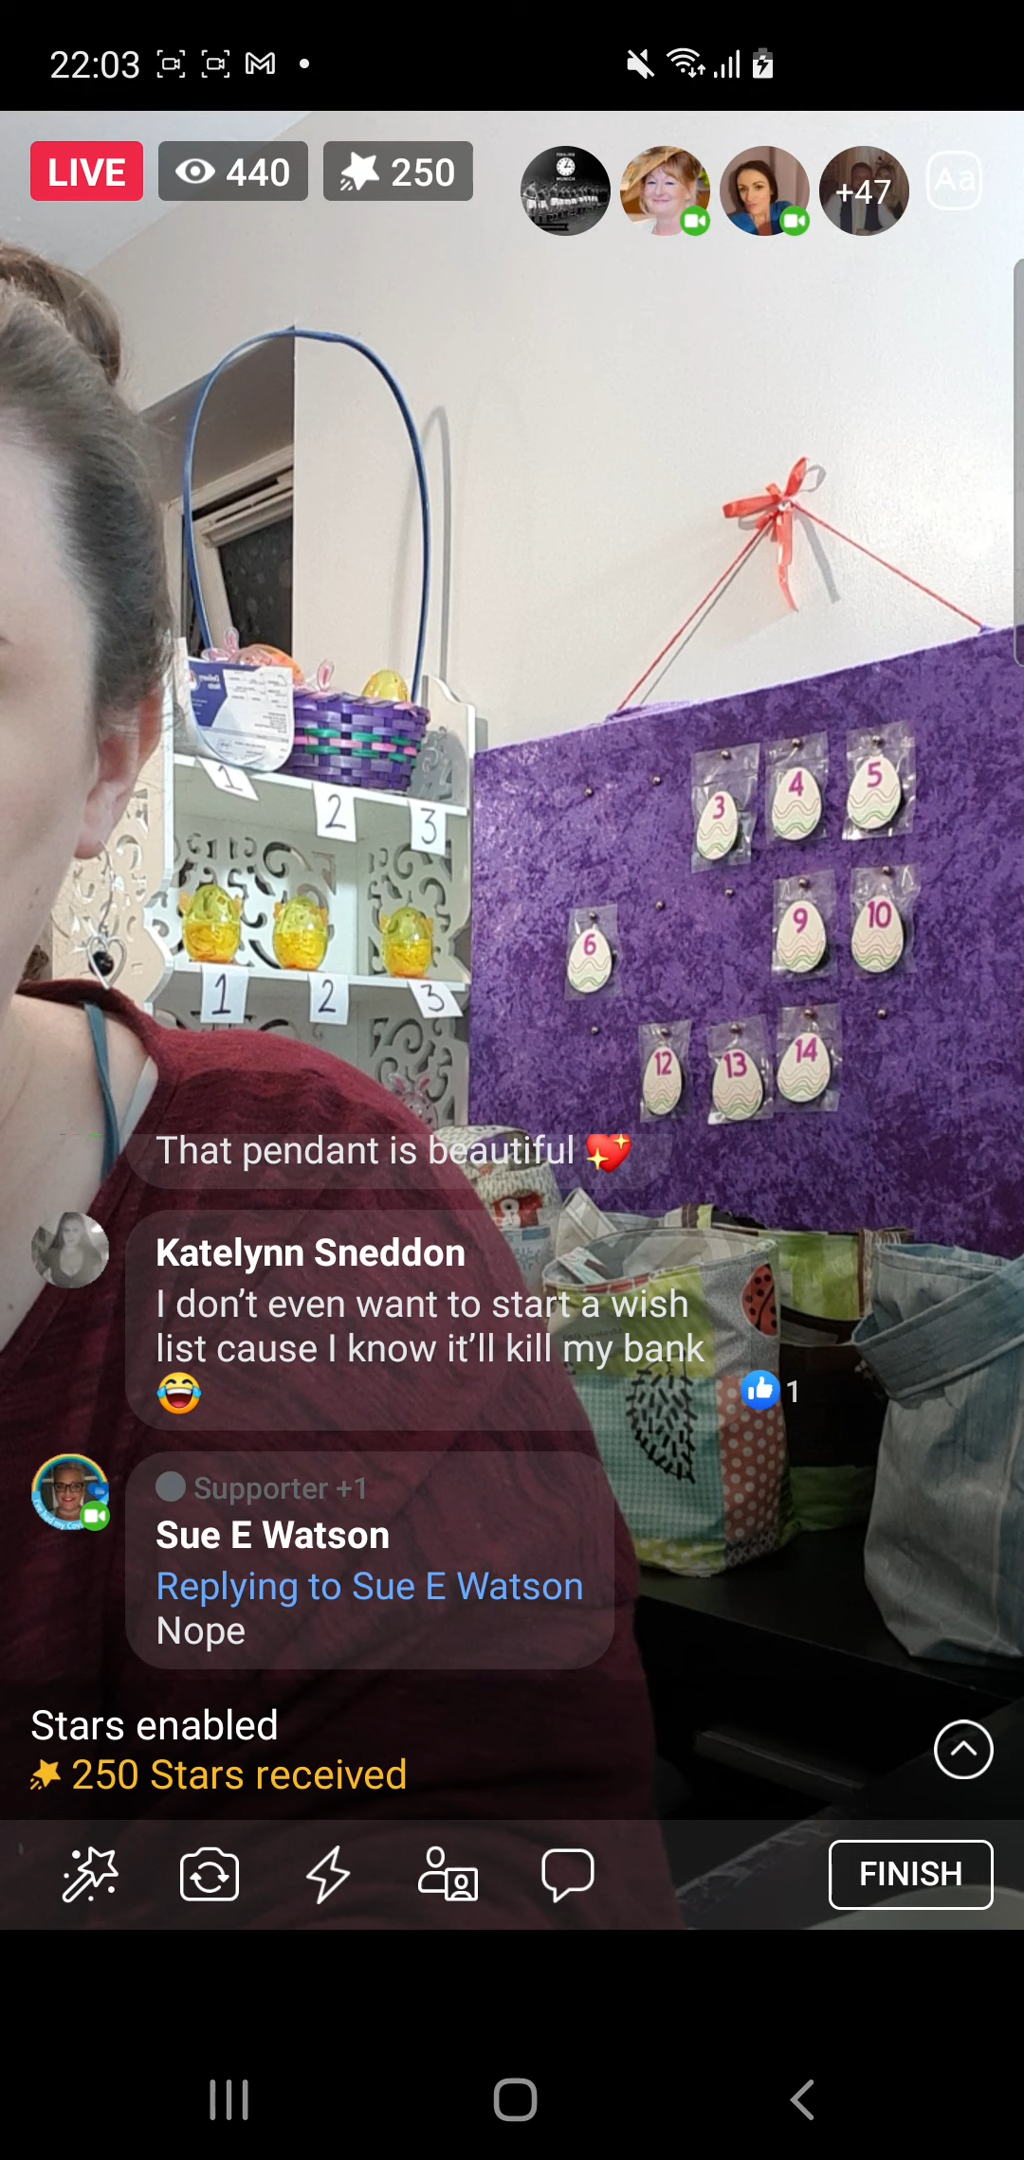 22:03
LIVE
440
250
+47
Aa
1
2
3
3
4
5
6
9
10
1
2
3
12
13
14
That pendant is beautiful 💖
Katelynn Sneddon
I don’t even want to start a wish
list cause I know it’ll kill my bank
😂
1
Supporter +1
Sue E Watson
Replying to Sue E Watson
Nope
Stars enabled
250 Stars received
FINISH